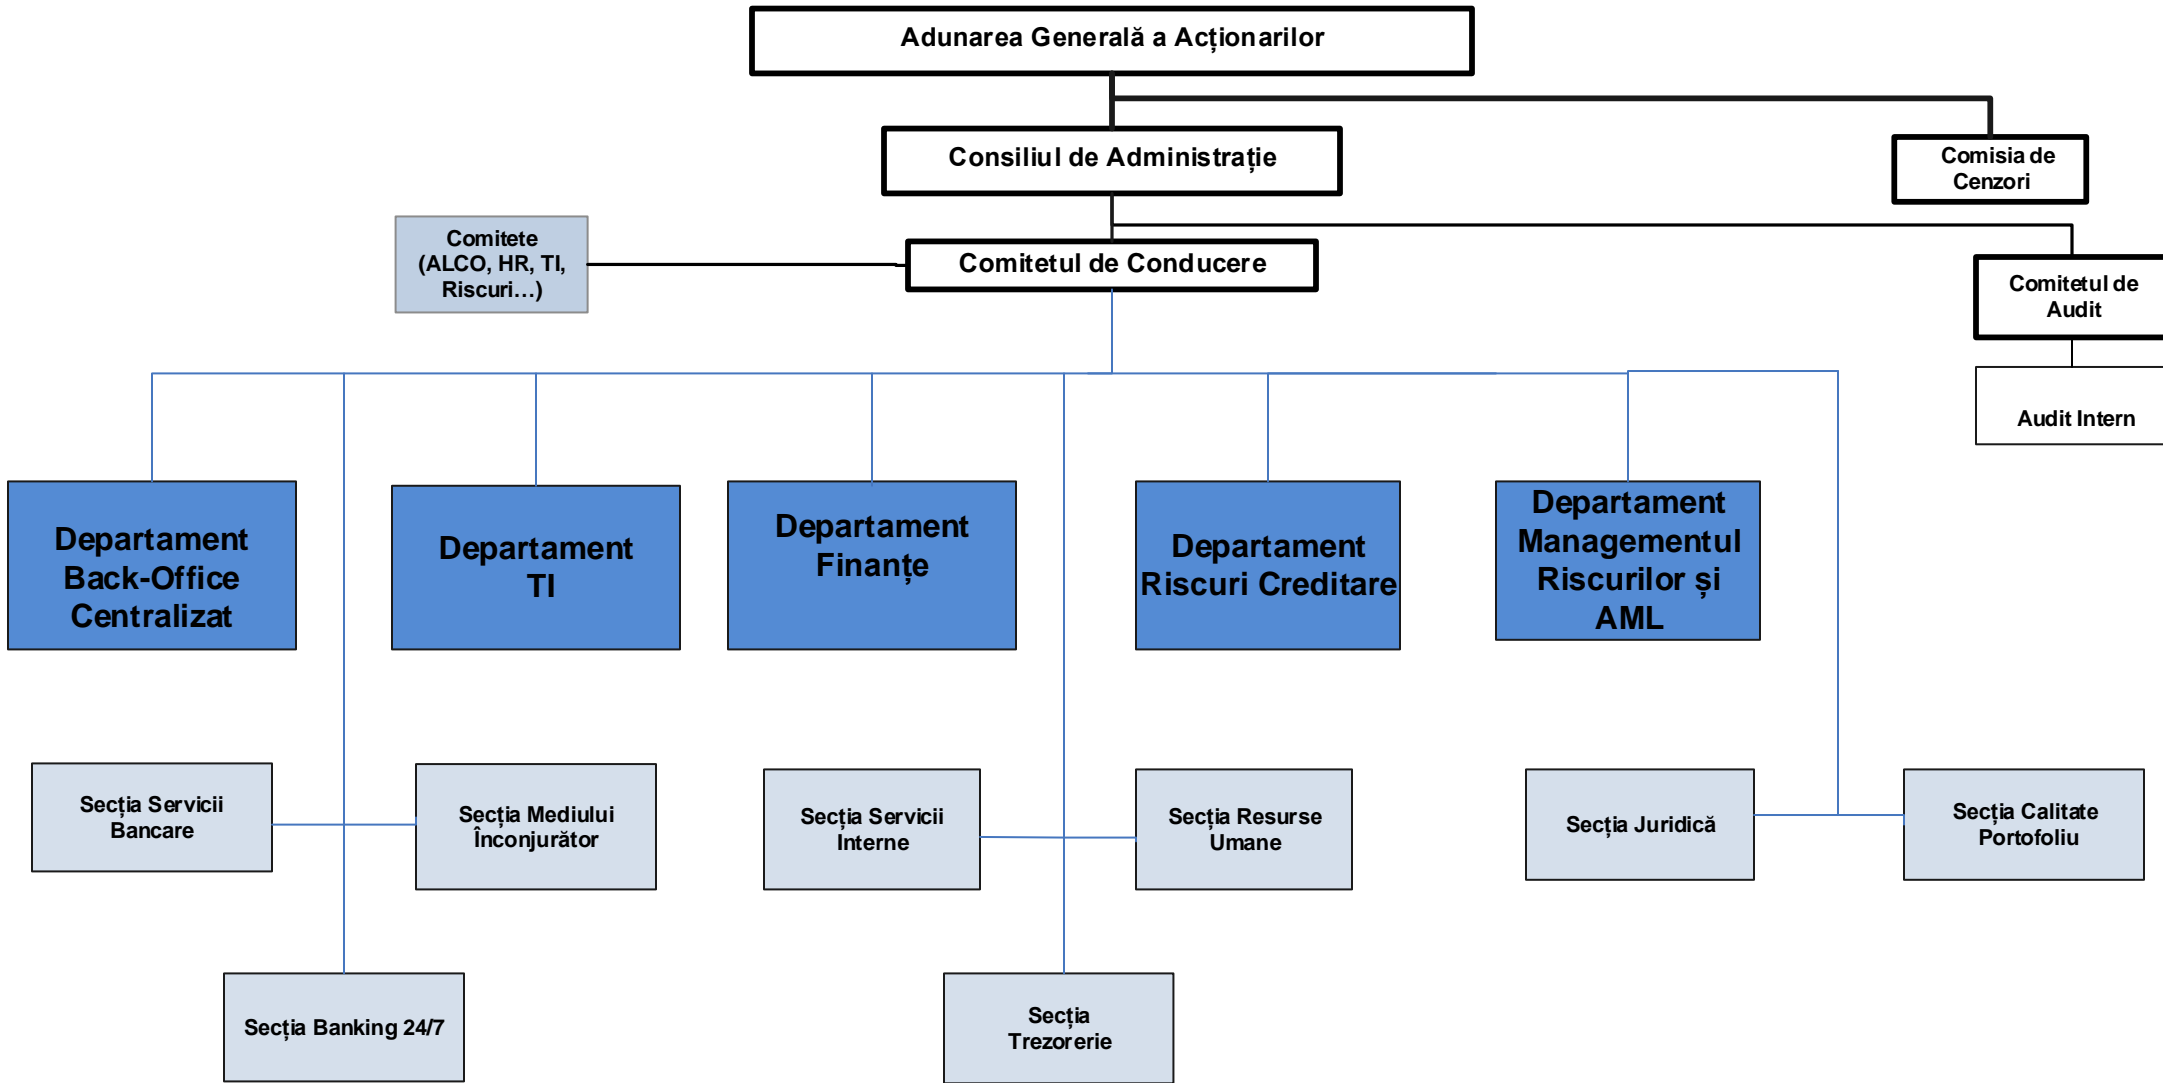 Adunarea Generală a Acționarilor
Consiliul de Administrație
Comisia de
Cenzori
Comitete
(ALCO, HR, TI,
Riscuri…)
Comitetul de Conducere
Comitetul de
Audit
Audit Intern
Departament
Back-Office
Centralizat
Departament
TI
Departament
Finanțe
Departament
Riscuri Creditare
Departament
Managementul
Riscurilor și
AML
Secția Servicii
Bancare
Secția Mediului
Înconjurător
Secția Servicii
Interne
Secția Resurse
Umane
Secția Juridică
Secția Calitate
Portofoliu
Secția Banking 24/7
Secția
Trezorerie